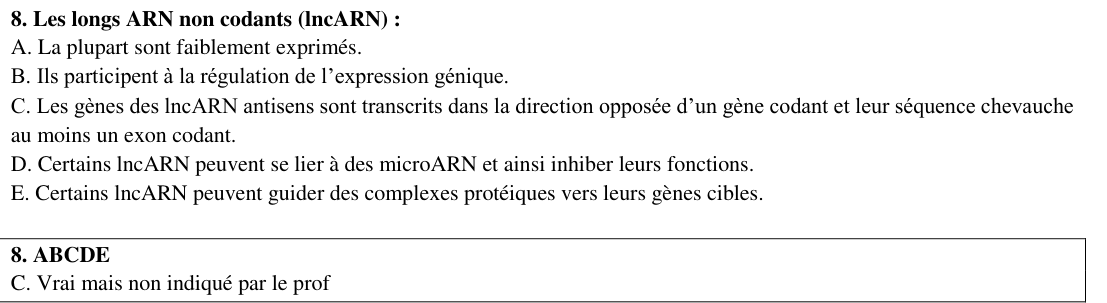 8. Les longs ARN non codants (lncARN) :
A. La plupart sont faiblement exprimés.
B. Ils participent à la régulation de l’expression génique.
C. Les gènes des lncARN antisens sont transcrits dans la direction opposée d’un gène codant et leur séquence chevauche
au moins un exon codant.
D. Certains lncARN peuvent se lier à des microARN et ainsi inhiber leurs fonctions.
E. Certains lncARN peuvent guider des complexes protéiques vers leurs gènes cibles.
8. ABCDE
C. Vrai mais non indiqué par le prof